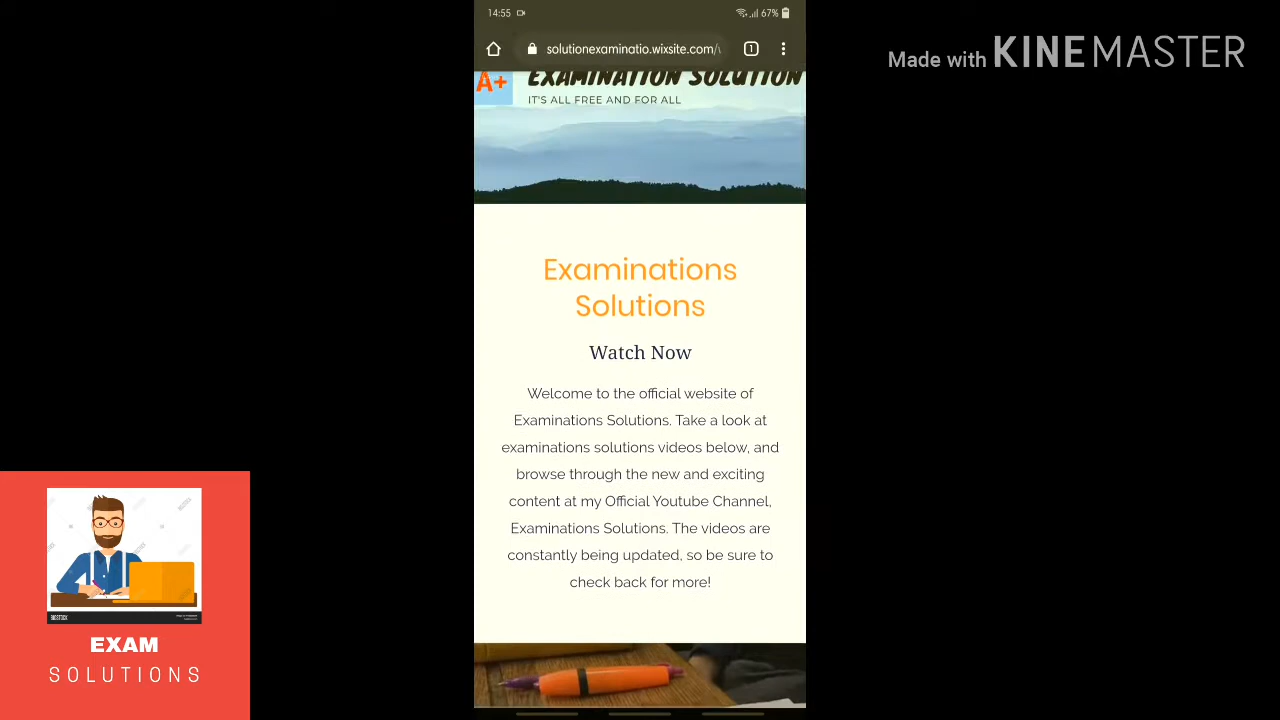 14:55
67%
Made with KINEMASTER
solutionexaminatio.wixsite.com/
1
A+
EXAMINATION SOLUTION
IT'S ALL FREE AND FOR ALL
Examinations
Solutions
Watch Now
Welcome to the official website of
Examinations Solutions. Take a look at
examinations solutions videos below, and
browse through the new and exciting
content at my Official Youtube Channel,
Examinations Solutions. The videos are
constantly being updated, so be sure to
check back for more!
EXAM
SOLUTIONS